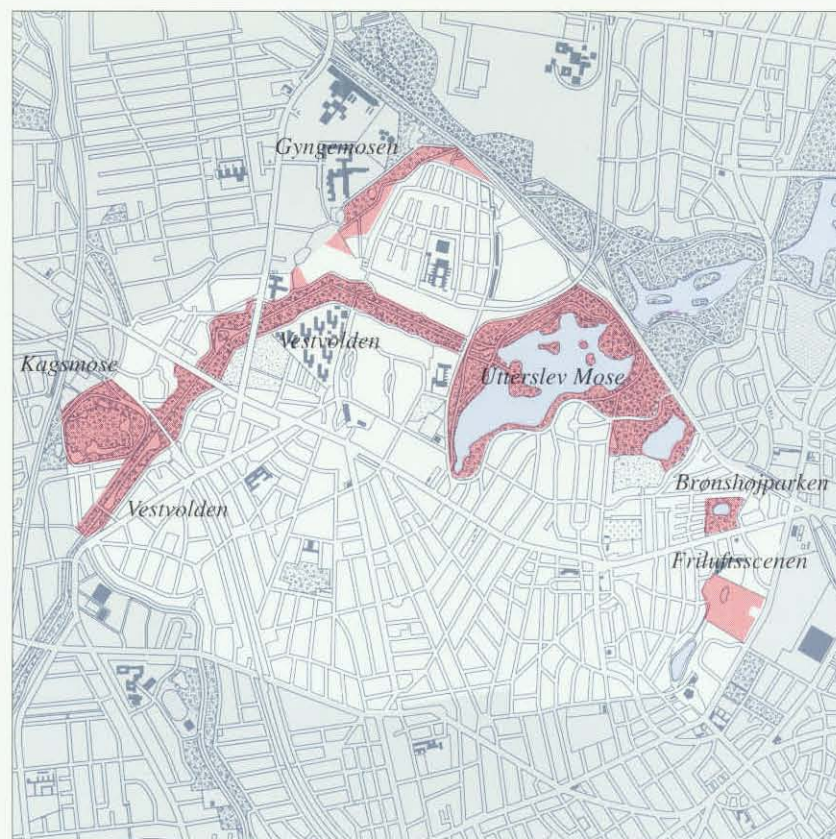 Gyngemosen
Vestvolden
Kagsmose
Utterslev Mose
Brønshøjparken
Vestvolden
Friluftsscenen